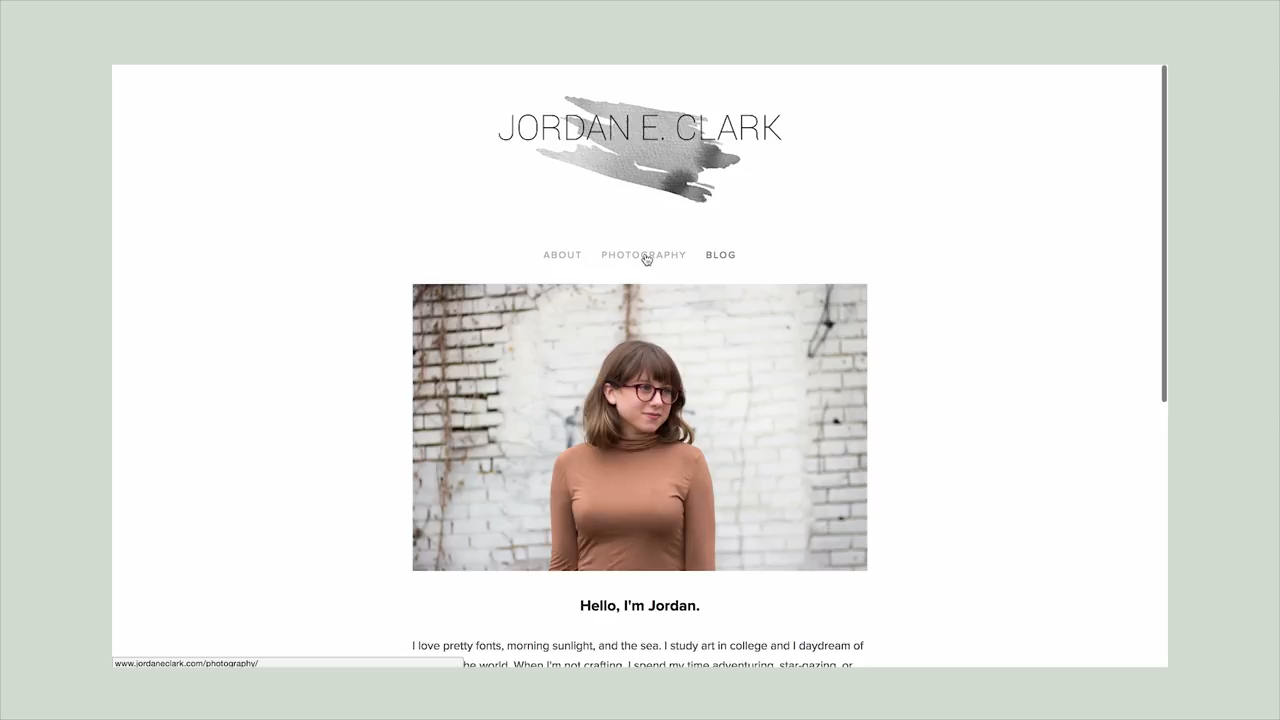 JORDAN E. CLARK
ABOUT PHOTOGRAPHY BLOG
Hello, I'm Jordan.
I love pretty fonts, morning sunlight, and the sea. I study art in college and I daydream of
he world. When I'm not crafting, I spend my time adventuring, star-gazing, or
www.jordaneclark.com/photography/